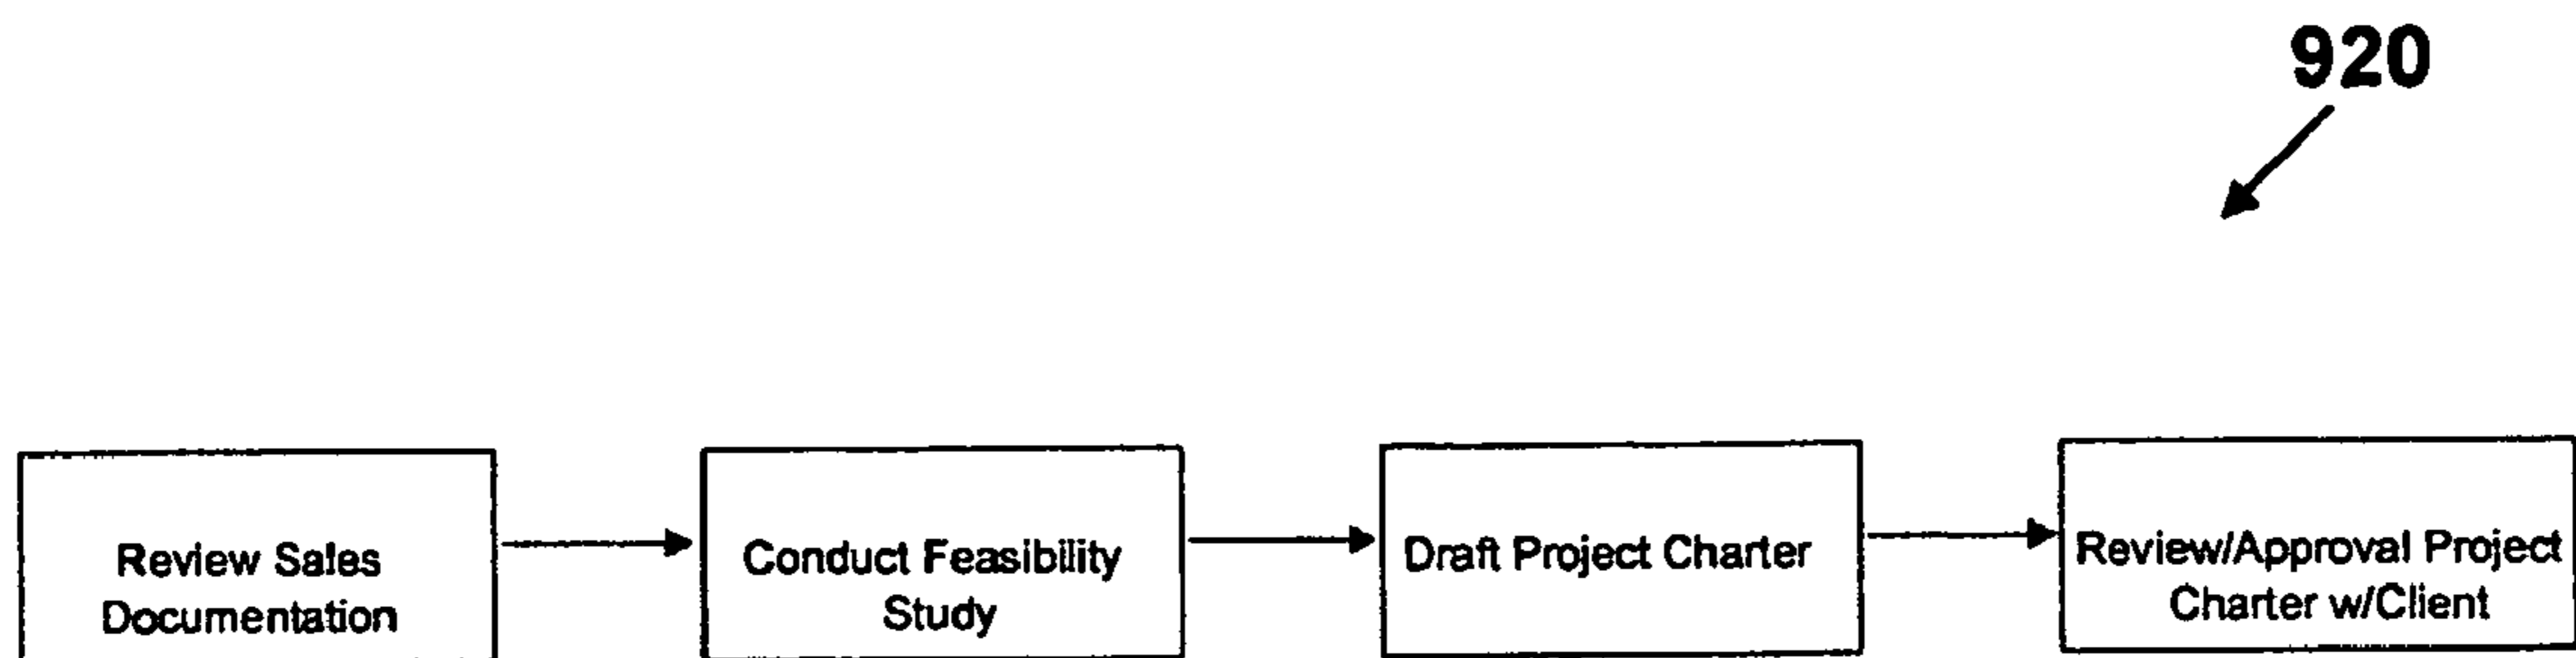 920
Review Sales
Documentation
Conduct Feasibility
Study
Draft Project Charter
Review/Approval Project
Charter w/Client